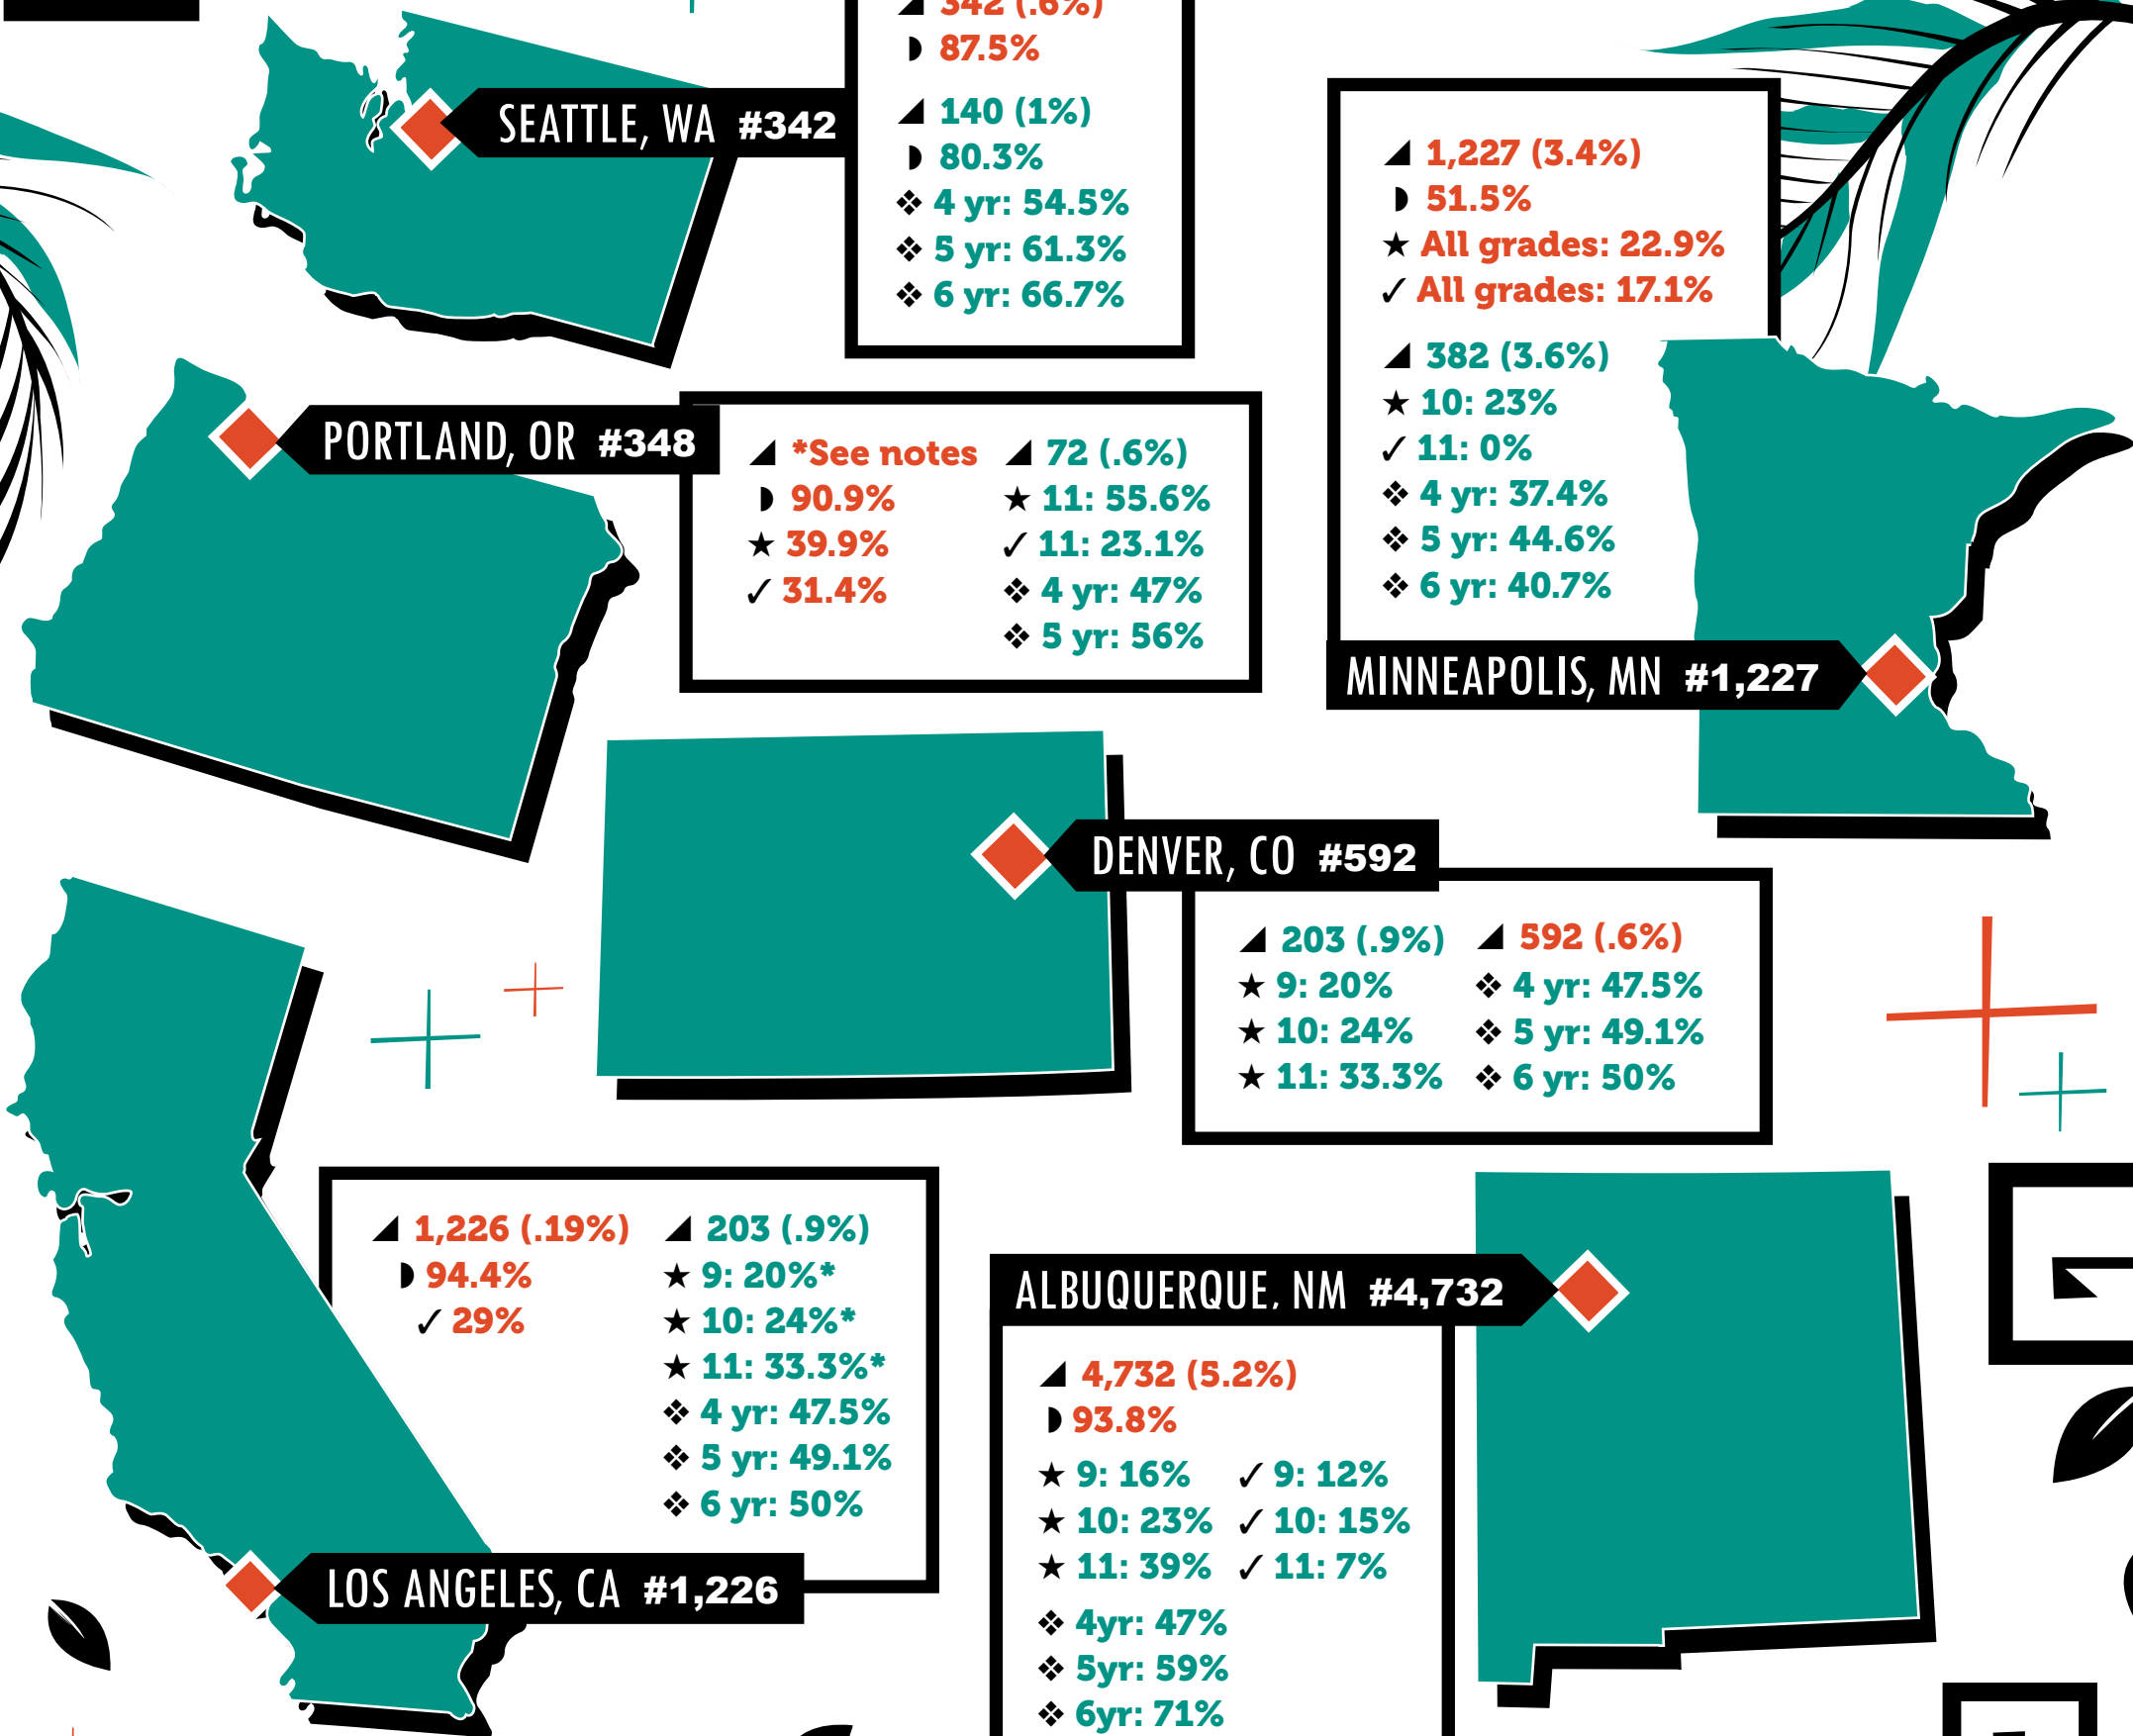 342 (.6%)
87.5%
SEATTLE, WA #342
140 (1%)
80.3%
4 yr: 54.5%
5 yr: 61.3%
6 yr: 66.7%
1,227 (3.4%)
51.5%
All grades: 22.9%
All grades: 17.1%
382 (3.6%)
10: 23%
11: 0%
4 yr: 37.4%
5 yr: 44.6%
6 yr: 40.7%
MINNEAPOLIS, MN #1,227
PORTLAND, OR #348
*See notes
90.9%
39.9%
31.4%
72 (.6%)
11: 55.6%
11: 23.1%
4 yr: 47%
5 yr: 56%
DENVER, CO #592
203 (.9%)
9: 20%
10: 24%
11: 33.3%
592 (.6%)
4 yr: 47.5%
5 yr: 49.1%
6 yr: 50%
1,226 (.19%)
94.4%
29%
203 (.9%)
9: 20%*
10: 24%*
11: 33.3%*
4 yr: 47.5%
5 yr: 49.1%
6 yr: 50%
LOS ANGELES, CA #1,226
ALBUQUERQUE, NM #4,732
4,732 (5.2%)
93.8%
9: 16%
10: 23%
11: 39%
9: 12%
10: 15%
11: 7%
4yr: 47%
5yr: 59%
6yr: 71%